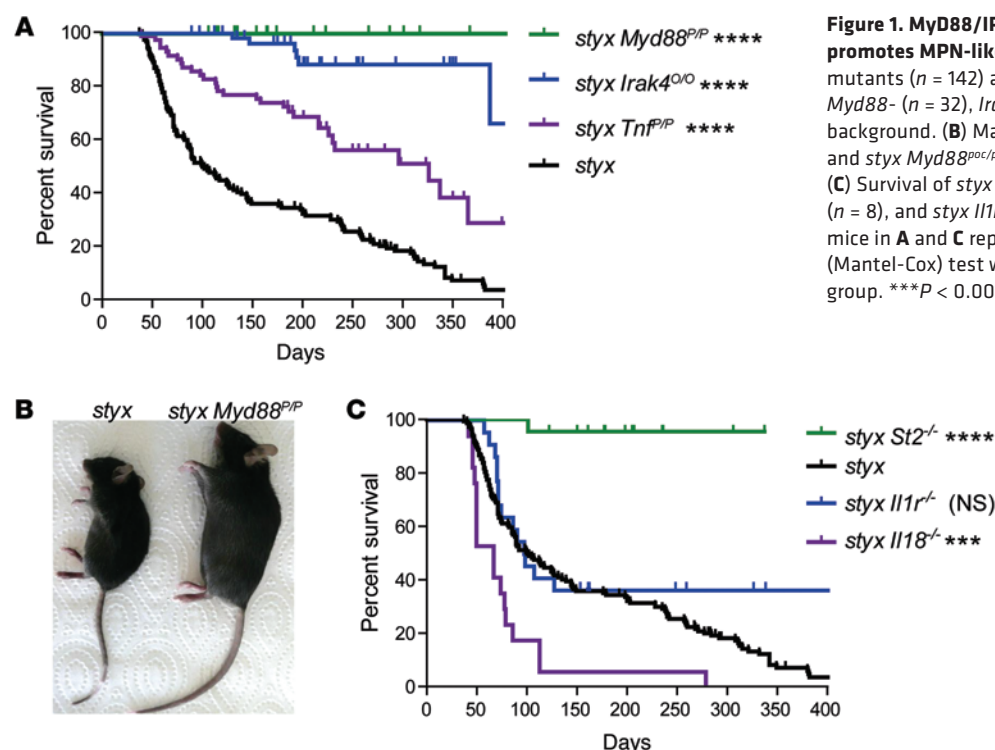 A
100
80
60
40
20
0
Percent survival
0 50 100 150 200 250 300 350 400
Days
styx Myd88P/P ****
styx Irak4O/O ****
styx TnfP/P ****
styx
Figure 1. MyD88/IR
promotes MPN-lik
mutants (n = 142) a
Myd88- (n = 32), Iru
background. (B) Ma
and styx Myd88poc/p
(C) Survival of styx
(n = 8), and styx Il1
mice in A and C rep
(Mantel-Cox) test w
group. ***P < 0.00
B
styx styx Myd88P/P
C
100
80
60
40
20
0
Percent survival
0 50 100 150 200 250 300 350 400
Days
styx St2-/- ****
styx
styx Il1r-/- (NS)
styx Il18-/- ***